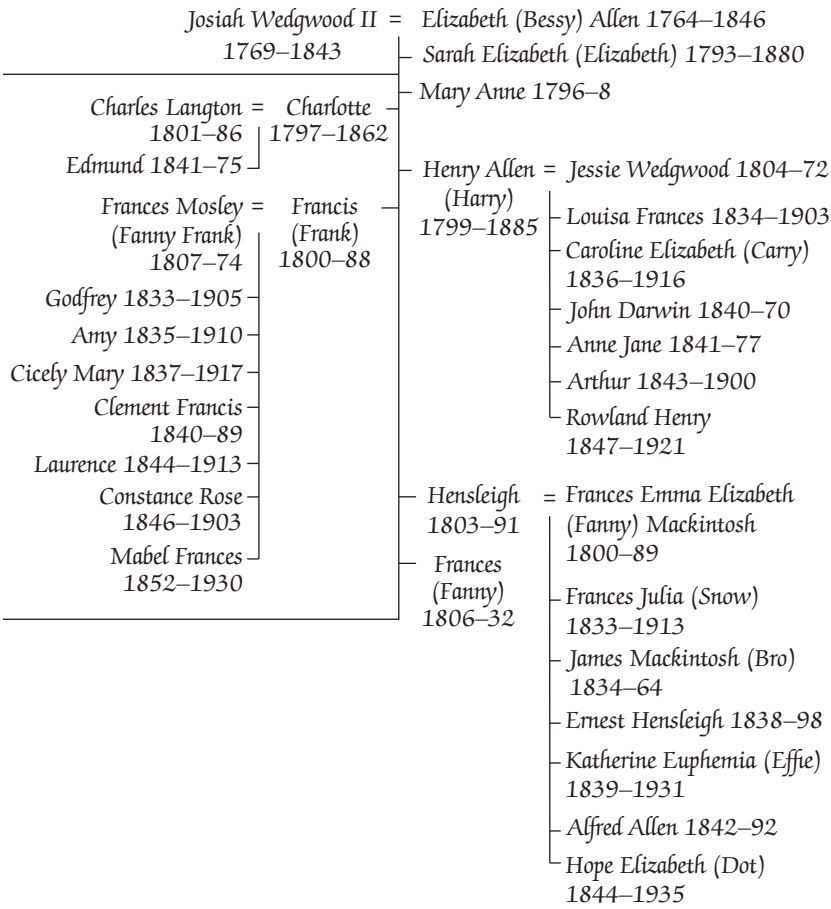 Josiah Wedgwood II = Elizabeth (Bessy) Allen 1764–1846
1769–1843
Sarah Elizabeth (Elizabeth) 1793–1880
Mary Anne 1796–8
Charles Langton = Charlotte
1801–86 1797–1862
Edmund 1841–75
Henry Allen = Jessie Wedgwood 1804–72
(Harry)
1799–1885
Louisa Frances 1834–1903
Caroline Elizabeth (Carry)
1836–1916
John Darwin 1840–70
Anne Jane 1841–77
Arthur 1843–1900
Rowland Henry
1847–1921
Frances Mosley = Francis
(Fanny Frank) (Frank)
1807–74 1800–88
Godfrey 1833–1905
Amy 1835–1910
Cicely Mary 1837–1917
Clement Francis
1840–89
Laurence 1844–1913
Constance Rose
1846–1903
Mabel Frances
1852–1930
Hensleigh = Frances Emma Elizabeth
1803–91 (Fanny) Mackintosh
1800–89
Frances
(Fanny)
1806–32
Frances Julia (Snow)
1833–1913
James Mackintosh (Bro)
1834–64
Ernest Hensleigh 1838–98
Katherine Euphemia (Effie)
1839–1931
Alfred Allen 1842–92
Hope Elizabeth (Dot)
1844–1935